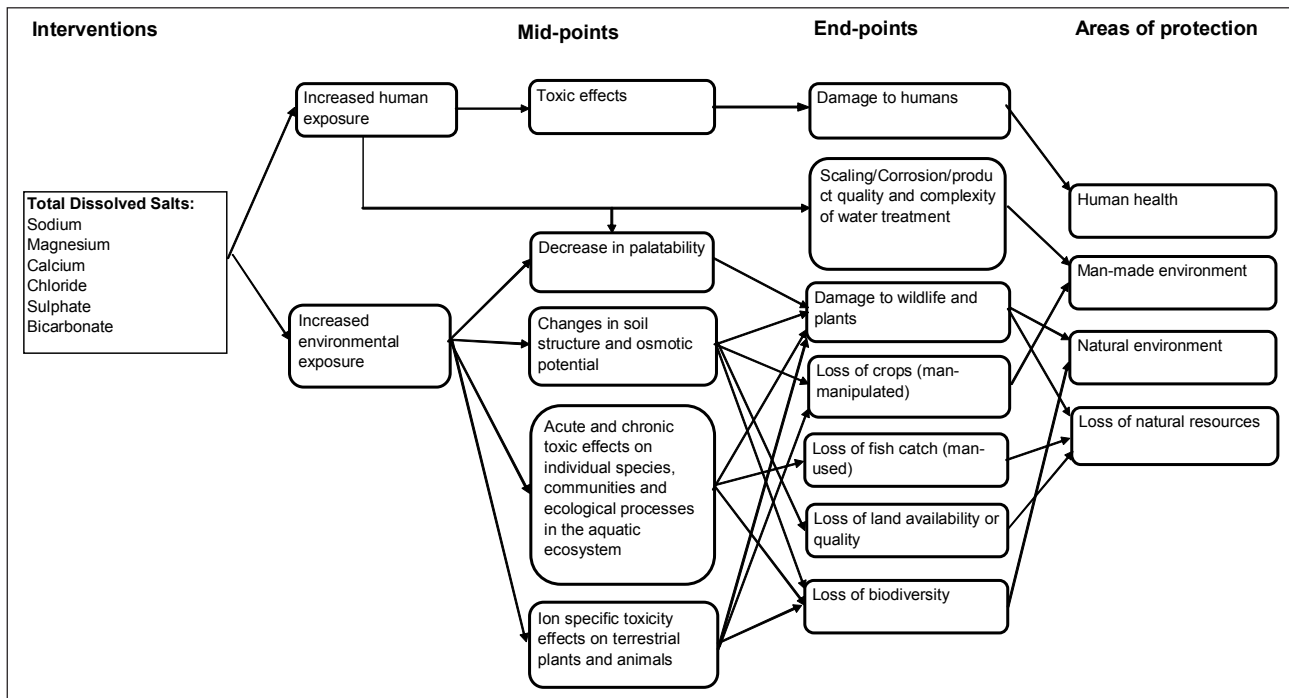 Interventions
Mid-points
End-points
Areas of protection
Total Dissolved Salts:
Sodium
Magnesium
Calcium
Chloride
Sulphate
Bicarbonate
Increased human
exposure
Increased
environmental
exposure
Toxic effects
Decrease in palatability
Changes in soil
structure and osmotic
potential
Acute and chronic
toxic effects on
individual species,
communities and
ecological processes
in the aquatic
ecosystem
Ion specific toxicity
effects on terrestrial
plants and animals
Damage to humans
Scaling/Corrosion/produ
ct quality and complexity
of water treatment
Damage to wildlife and
plants
Loss of crops (man-
manipulated)
Loss of fish catch (man-
used)
Loss of land availability or
quality
Loss of biodiversity
Human health
Man-made environment
Natural environment
Loss of natural resources